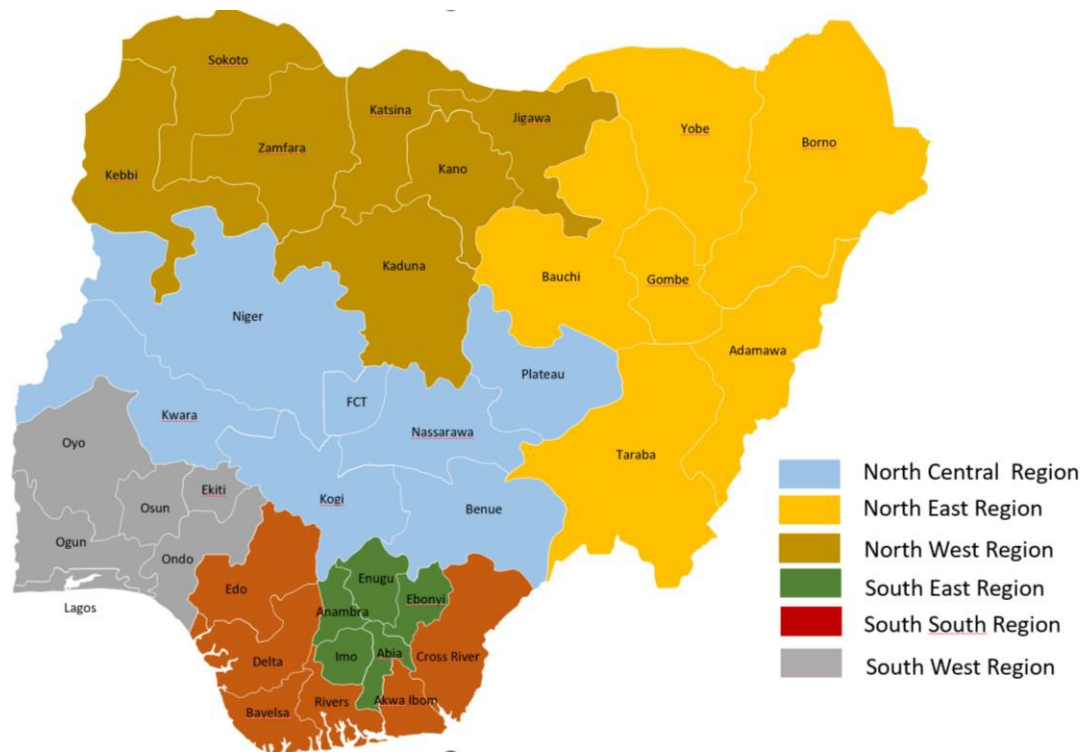 Sokoto
Katsina
Jigawa
Yobe
Borno
Zamfara
Kano
Kebbi
Kaduna
Bauchi
Gombe
Niger
Adamawa
Plateau
FCT
Kwara
Nassarawa
Oyo
Taraba
Ekiti
Kogi
Osun
Benue
Ogun
Ondo
Enugu
Edo
Ebonyi
Lagos
Anambra
Abia
Imo
Cross River
Delta
Rivers
Akwa Ibom
Bayelsa
North Central Region
North East Region
North West Region
South East Region
South South Region
South West Region